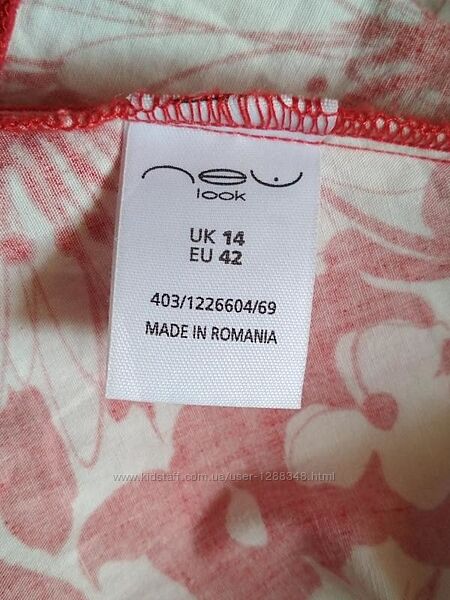 new
look
UK 14
EU 42
403/1226604/69
MADE IN ROMANIA
www.kidstaff.com.ua/user-1288348.html